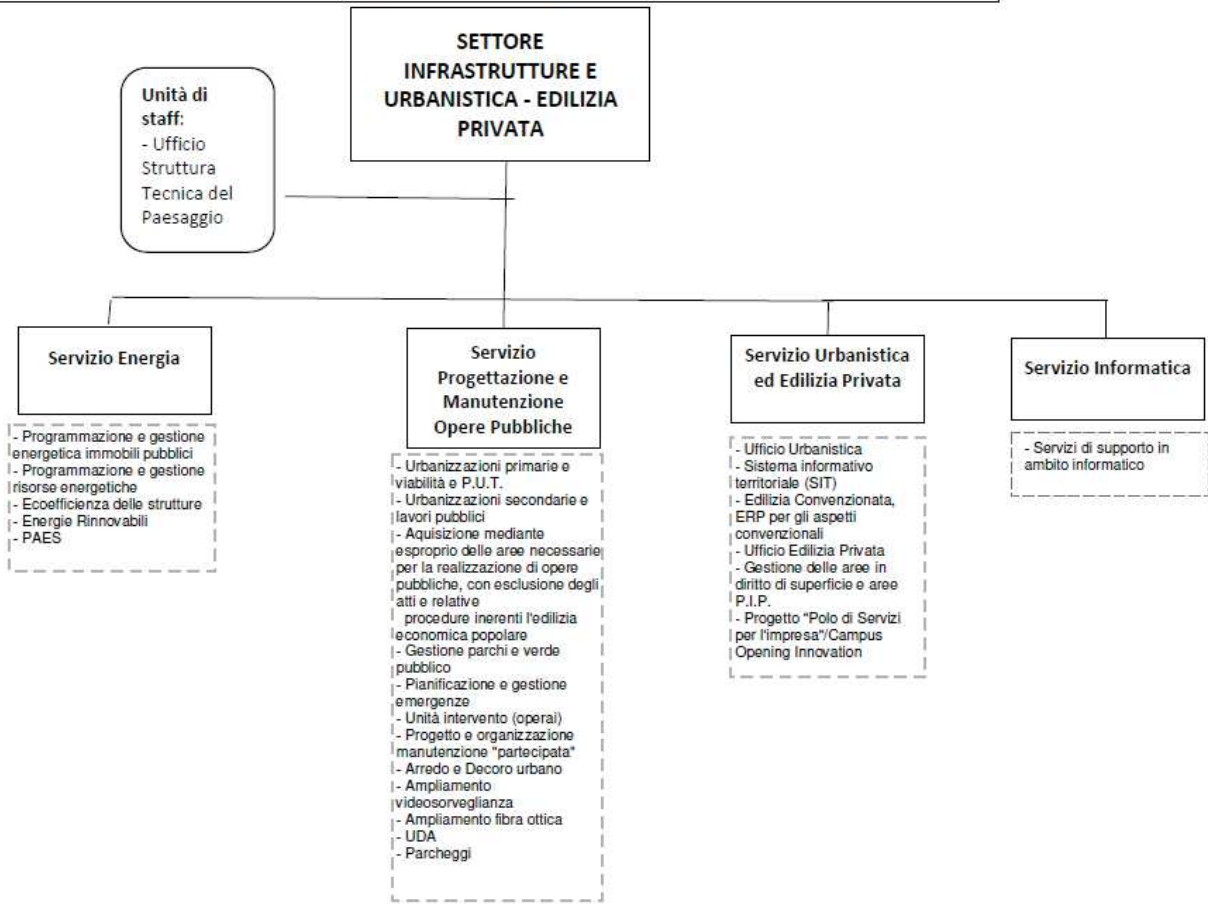 SETTORE
INFRASTRUTTURE E
URBANISTICA - EDILIZIA
PRIVATA
Unità di
staff:
- Ufficio
Struttura
Tecnica del
Paesaggio
Servizio Energia
- Programmazione e gestione
energetica immobili pubblici
- Programmazione e gestione
risorse energetiche
- Ecoefficienza delle strutture
- Energie Rinnovabili
- PAES
Servizio
Progettazione e
Manutenzione
Opere Pubbliche
- Urbanizzazioni primarie e
viabilità e P.U.T.
- Urbanizzazioni secondarie e
lavori pubblici
- Aquisizione mediante
esproprio delle aree necessarie
per la realizzazione di opere
pubbliche, con esclusione degli
atti e relative
procedure inerenti l'edilizia
economica popolare
- Gestione parchi e verde
pubblico
- Pianificazione e gestione
emergenze
- Unità intervento (operai)
- Progetto e organizzazione
manutenzione "partecipata"
- Arredo e Decoro urbano
- Ampliamento
videosorveglianza
- Ampliamento fibra ottica
- UDA
- Parcheggi
Servizio Urbanistica
ed Edilizia Privata
- Ufficio Urbanistica
- Sistema informativo
territoriale (SIT)
- Edilizia Convenzionata,
ERP per gli aspetti
convenzionali
- Ufficio Edilizia Privata
- Gestione delle aree in
diritto di superficie e aree
P.I.P.
- Progetto "Polo di Servizi
per l'impresa"/Campus
Opening Innovation
Servizio Informatica
- Servizi di supporto in
ambito informatico